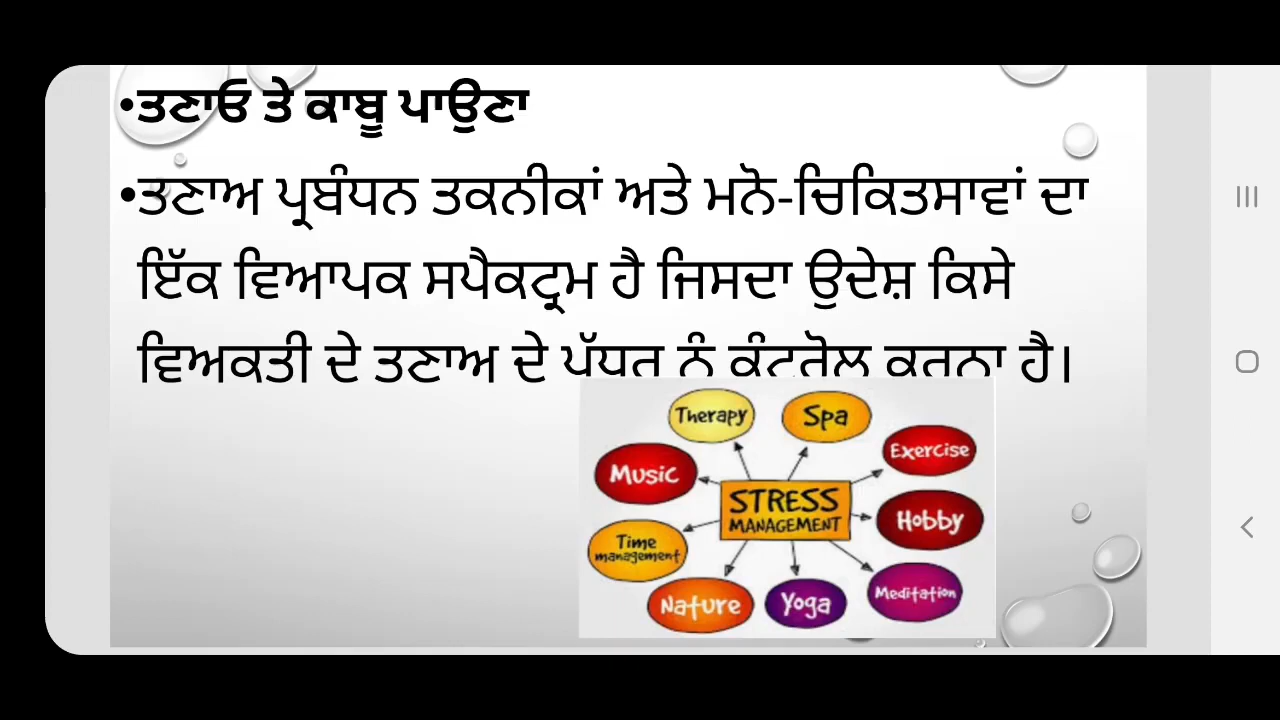 •ਤਣਾਓ ਤੇ ਕਾਬੂ ਪਾਉਣਾ
•ਤਣਾਅ ਪ੍ਰਬੰਧਨ ਤਕਨੀਕਾਂ ਅਤੇ ਮਨੋ-ਚਿਕਿਤਸਾਵਾਂ ਦਾ
ਇੱਕ ਵਿਆਪਕ ਸਪੈਕਟ੍ਰਮ ਹੈ ਜਿਸਦਾ ਉਦੇਸ਼ ਕਿਸੇ
ਵਿਅਕਤੀ ਦੇ ਤਣਾਅ ਦੇ ਪੱਧਰ ਨੂੰ ਕੰਟਰੋਲ ਕਰਨਾ ਹੈ।
Therapy
Spa
Exercise
Music
STRESS
MANAGEMENT
Hobby
Time
management
Nature
Yoga
Meditation